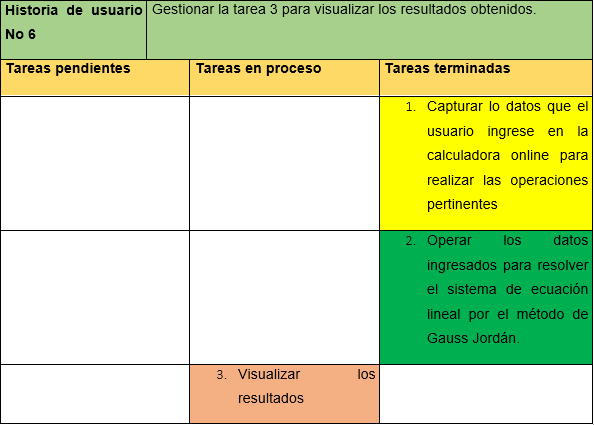 Historia de usuario
No 6
Gestionar la tarea 3 para visualizar los resultados obtenidos.
Tareas pendientes
Tareas en proceso
Tareas terminadas
1. Capturar lo datos que el
usuario ingrese en la
calculadora online para
realizar las operaciones
pertinentes
2. Operar los datos
ingresados para resolver
el sistema de ecuación
lineal por el método de
Gauss Jordán.
3. Visualizar los
resultados